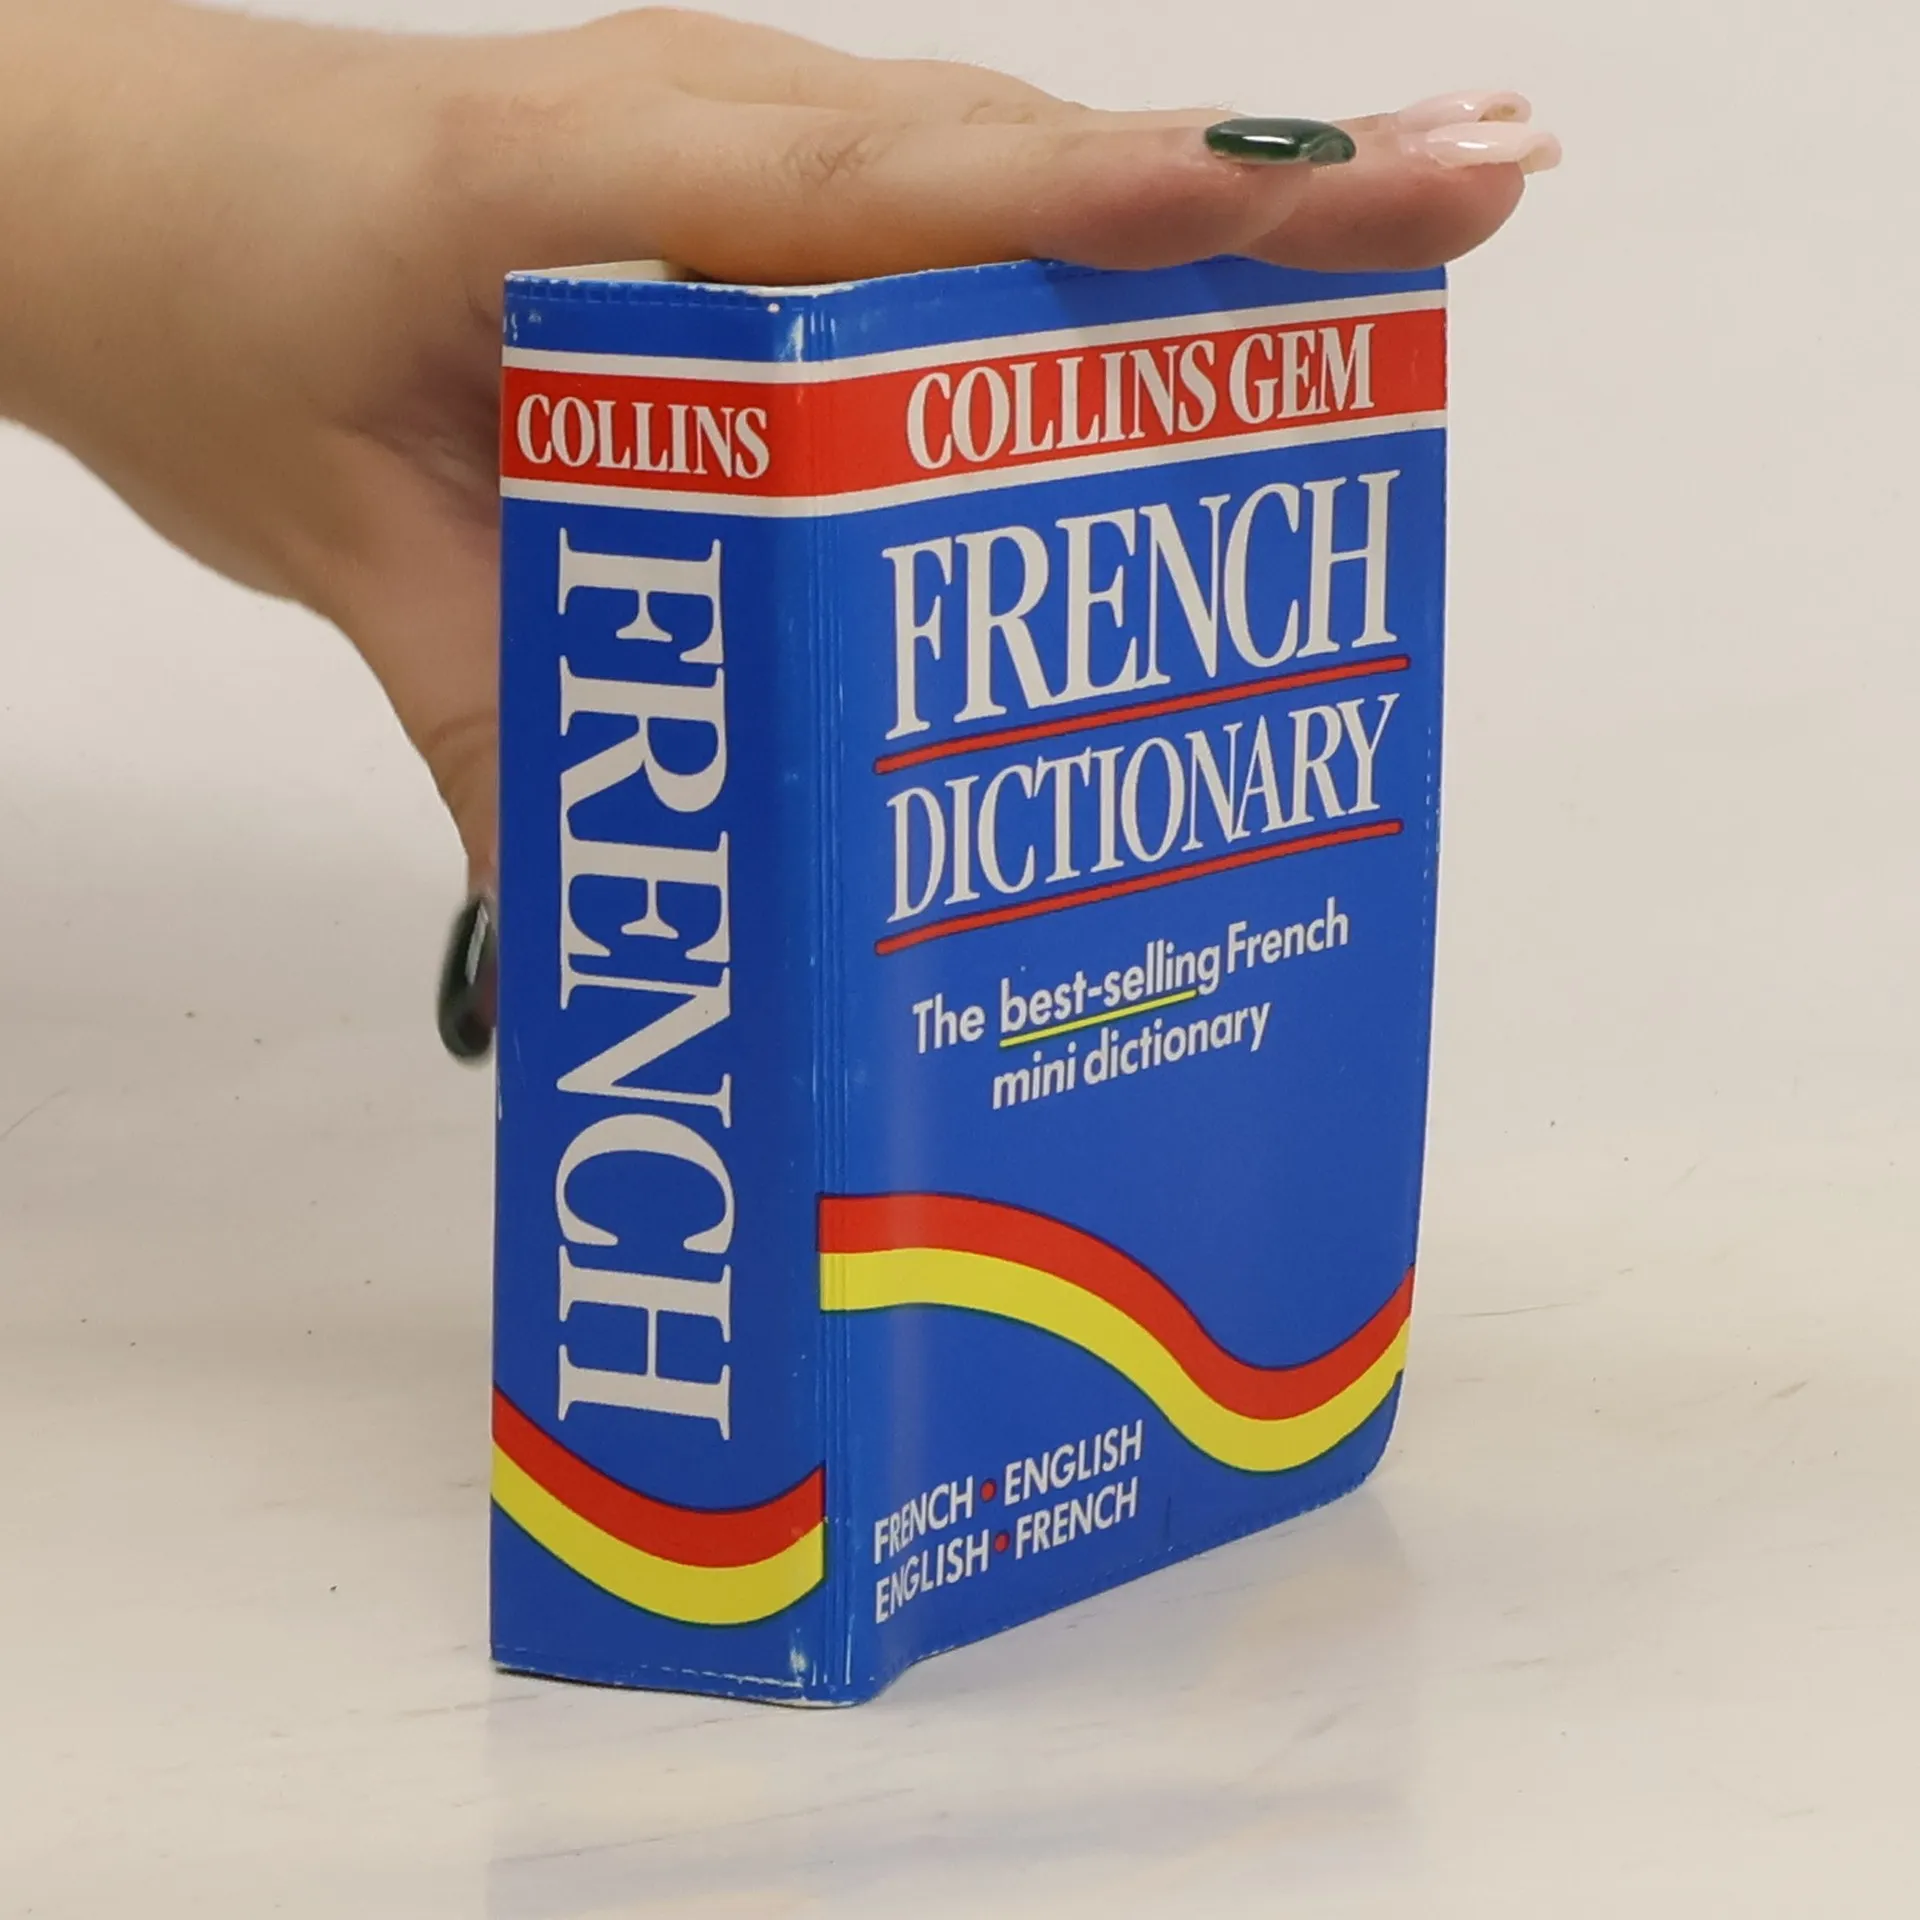 COLLINS
FRENCH
COLLINS GEM
FRENCH
DICTIONARY
The best-selling French
mini dictionary
FRENCH • ENGLISH
ENGLISH • FRENCH